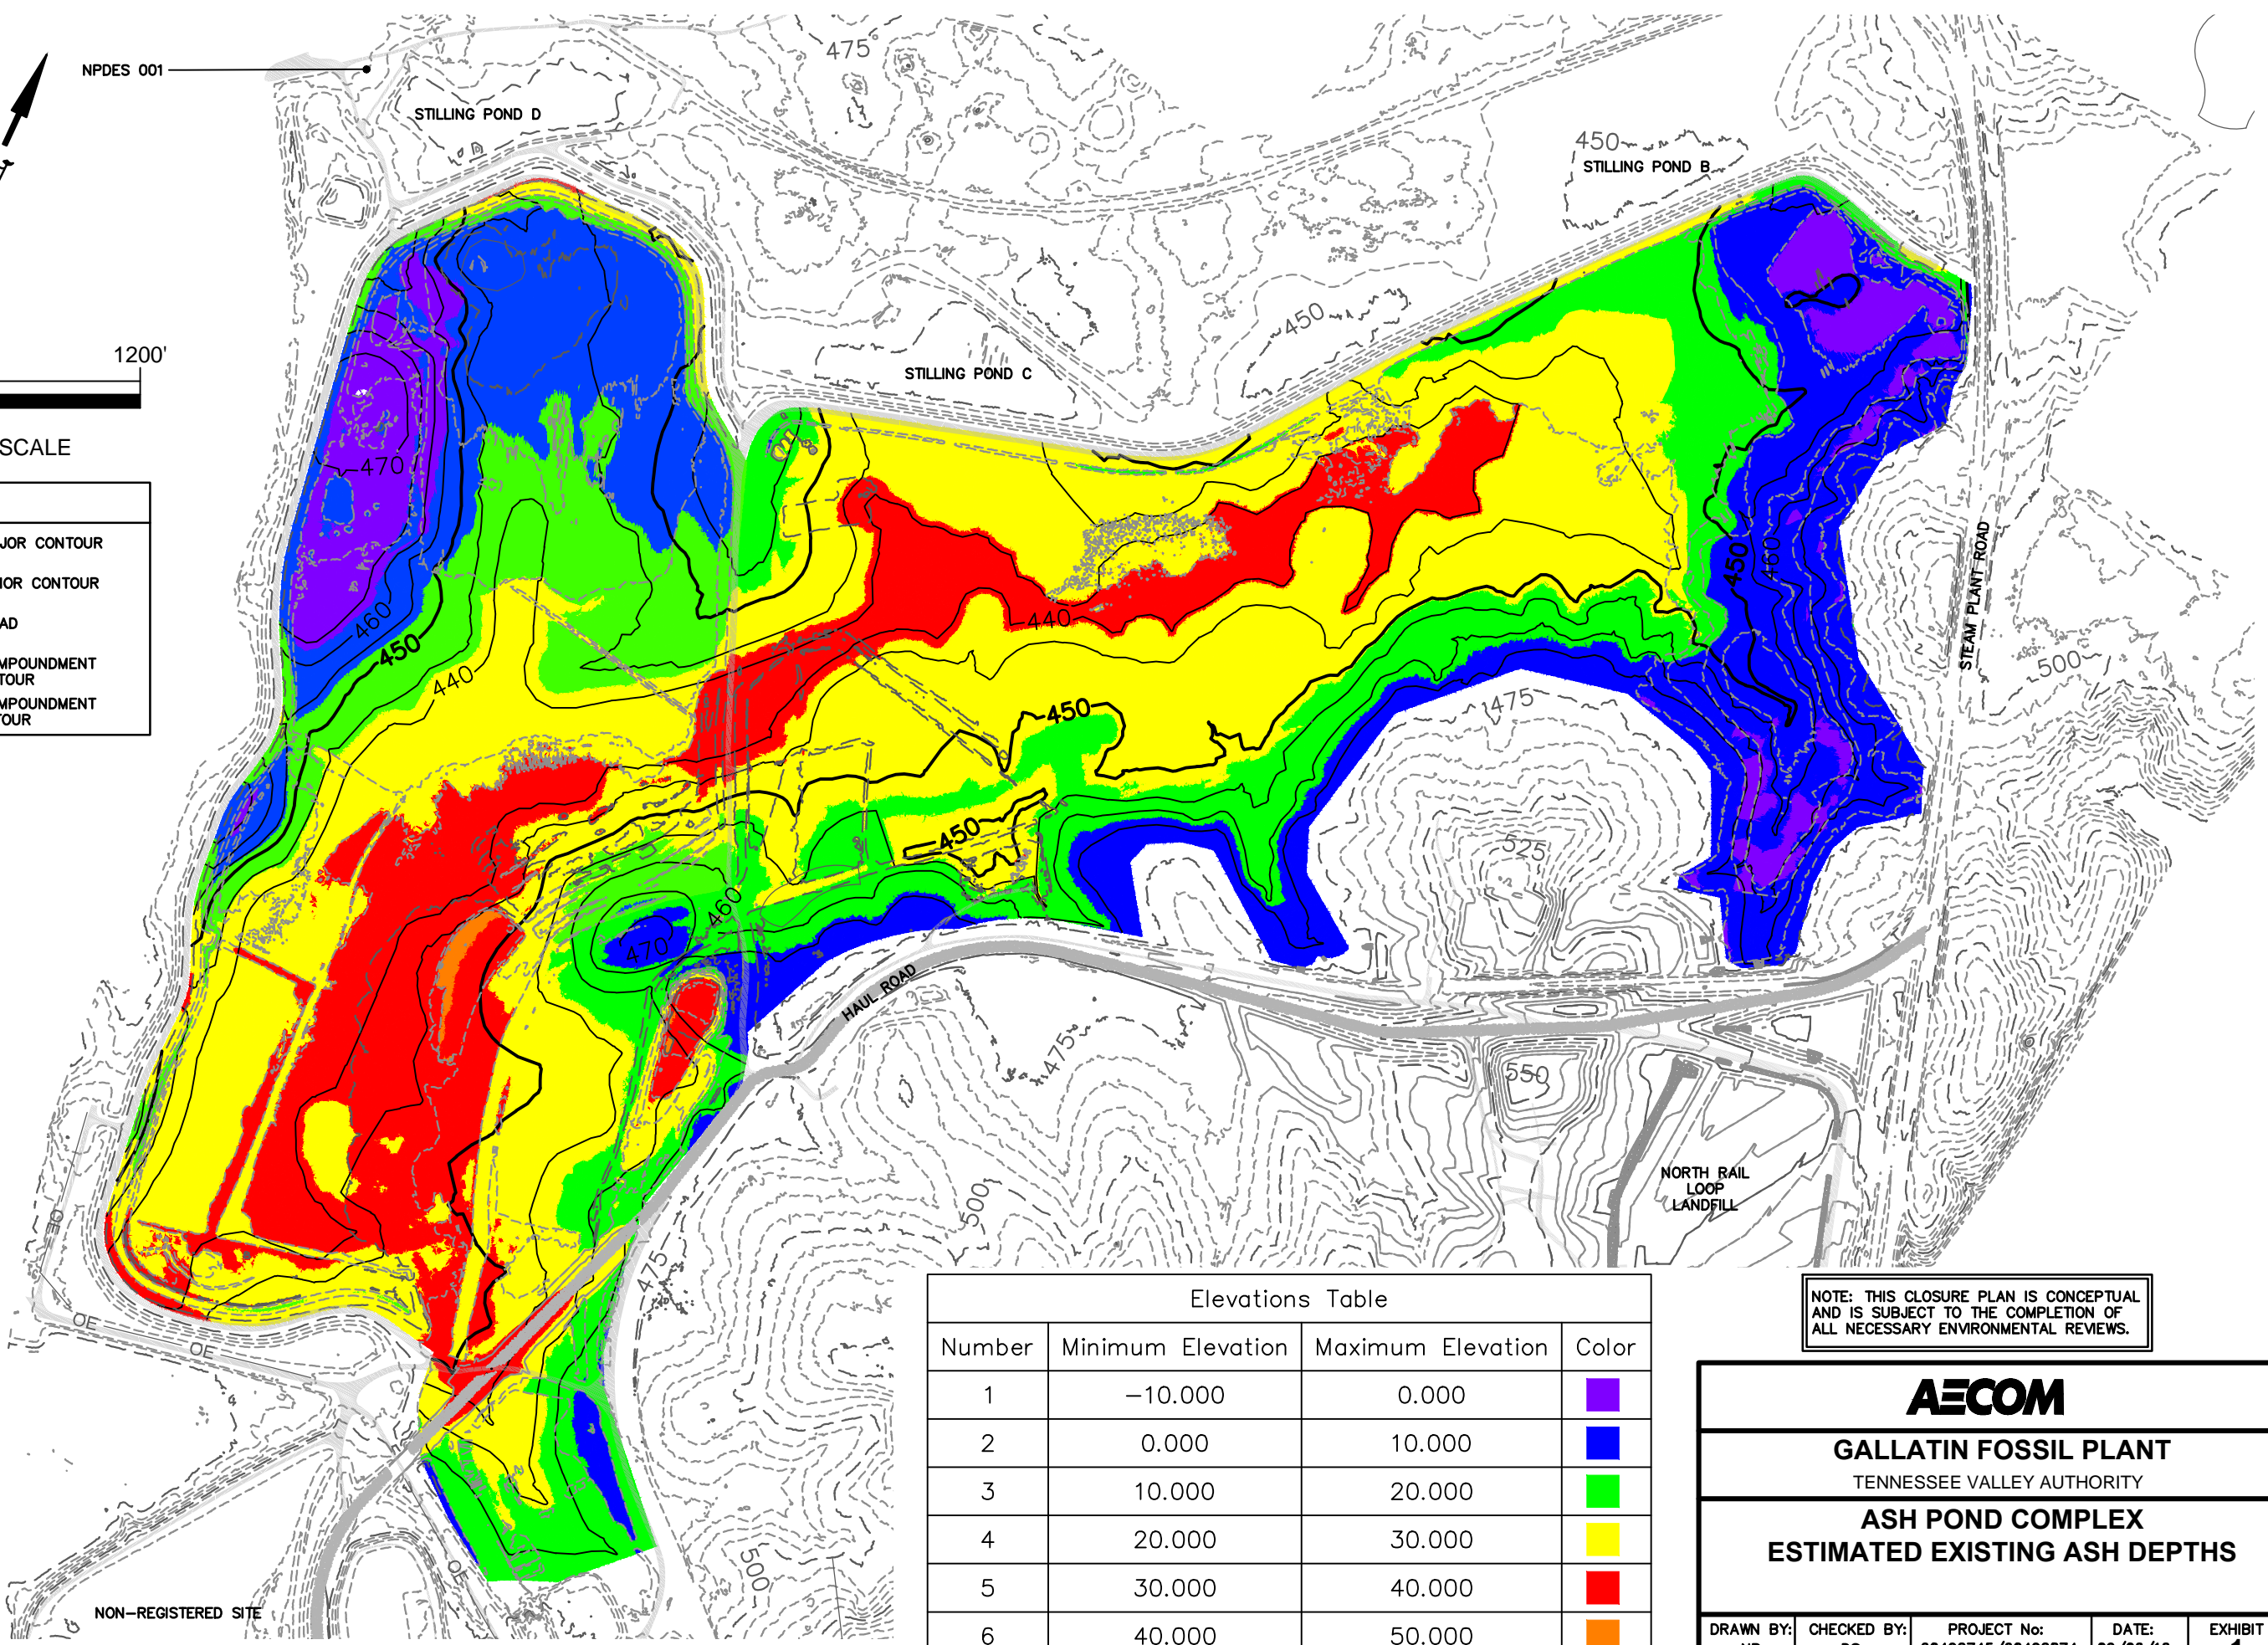 NPDES 001
STILLING POND D
475
450
STILLING POND B
1200'
SCALE
JOR CONTOUR
IOR CONTOUR
AD
MPOUNDMENT
TOUR
MPOUNDMENT
TOUR
450
STILLING POND C
470
460
450
440
440
450
460
STEAM PLANT ROAD
500
475
450
450
525
460
470
HAUL ROAD
475
550
500
NORTH RAIL
LOOP
LANDFILL
475
OE
OE
OE
OE
500
NON-REGISTERED SITE
Elevations Table
Number Minimum Elevation Maximum Elevation Color
1 -10.000 0.000
2 0.000 10.000
3 10.000 20.000
4 20.000 30.000
5 30.000 40.000
6 40.000 50.000
NOTE: THIS CLOSURE PLAN IS CONCEPTUAL
AND IS SUBJECT TO THE COMPLETION OF
ALL NECESSARY ENVIRONMENTAL REVIEWS.
AECOM
GALLATIN FOSSIL PLANT
TENNESSEE VALLEY AUTHORITY
ASH POND COMPLEX
ESTIMATED EXISTING ASH DEPTHS
DRAWN BY: CHECKED BY: PROJECT No: DATE: EXHIBIT